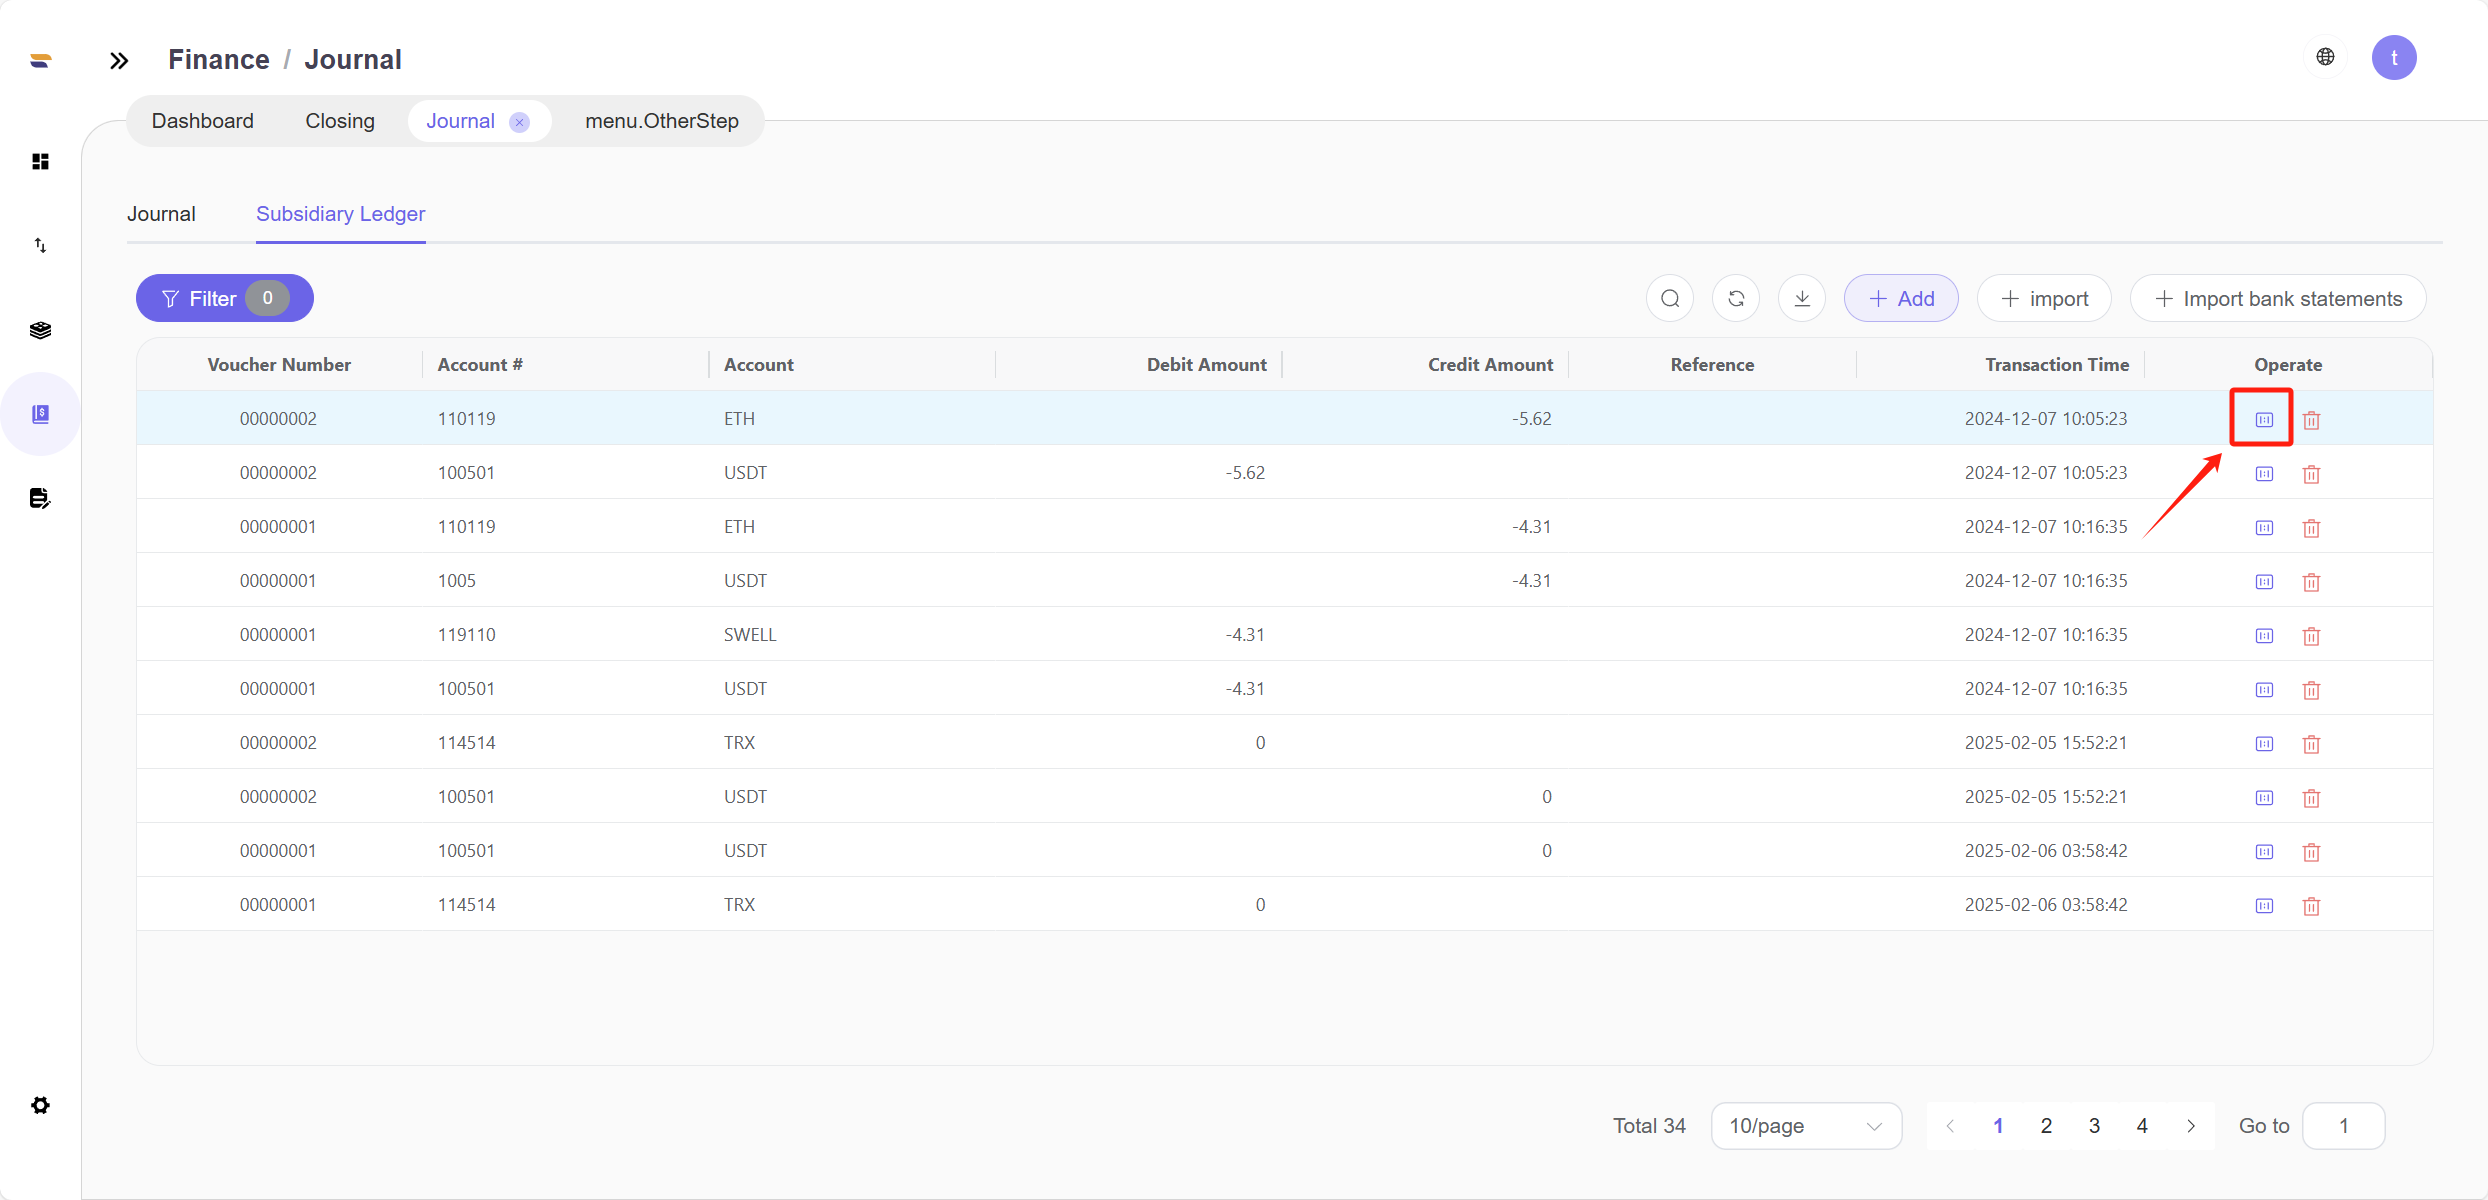 Finance / Journal
t
Dashboard Closing Journal menu.OtherStep
Journal Subsidiary Ledger
Filter 0 Add import Import bank statements
Voucher Number Account # Account Debit Amount Credit Amount Reference Transaction Time Operate
00000002 110119 ETH -5.62 2024-12-07 10:05:23
00000002 100501 USDT -5.62 2024-12-07 10:05:23
00000001 110119 ETH -4.31 2024-12-07 10:16:35
00000001 1005 USDT -4.31 2024-12-07 10:16:35
00000001 119110 SWELL -4.31 2024-12-07 10:16:35
00000001 100501 USDT -4.31 2024-12-07 10:16:35
00000002 114514 TRX 0 2025-02-05 15:52:21
00000002 100501 USDT 0 2025-02-05 15:52:21
00000001 100501 USDT 0 2025-02-06 03:58:42
00000001 114514 TRX 0 2025-02-06 03:58:42
Total 34 10/page 1 2 3 4 Go to 1